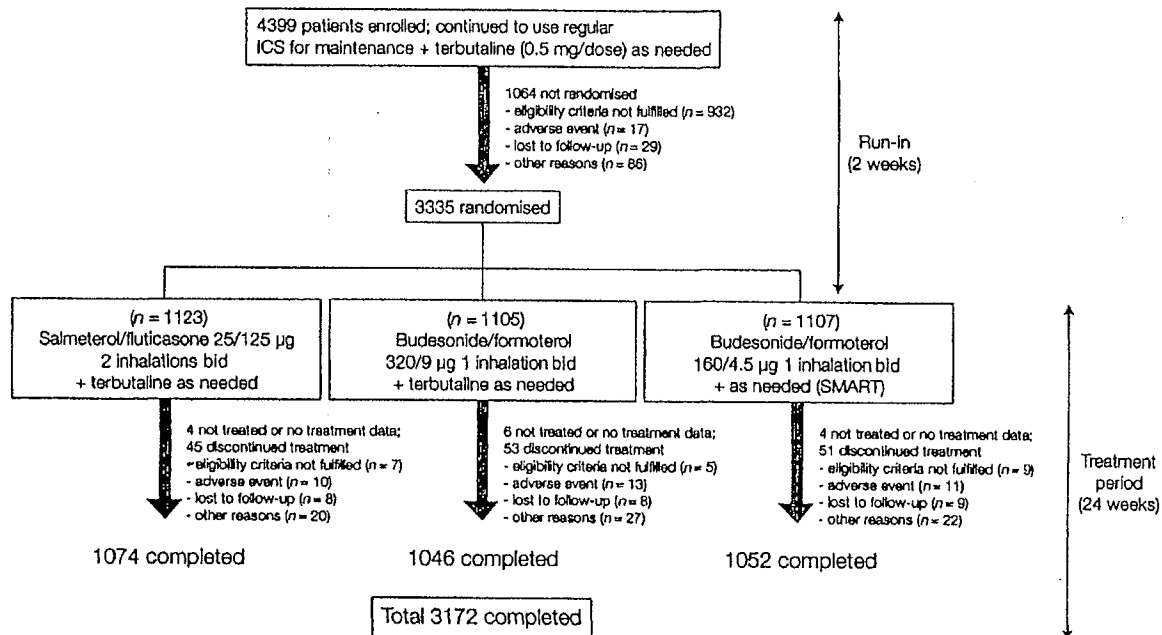 4399 patients enrolled; continued to use regular
ICS for maintenance + terbutaline (0.5 mg/dose) as needed
1064 not randomised
- eligibility criteria not fulfilled (n = 932)
- adverse event (n = 17)
- lost to follow-up (n = 29)
- other reasons (n = 86)
Run-in
(2 weeks)
3335 randomised
(n = 1123)
Salmeterol/fluticasone 25/125 µg
2 inhalations bid
+ terbutaline as needed
(n = 1105)
Budesonide/formoterol
320/9 µg 1 inhalation bid
+ terbutaline as needed
(n = 1107)
Budesonide/formoterol
160/4.5 µg 1 inhalation bid
+ as needed (SMART)
4 not treated or no treatment data;
45 discontinued treatment
- eligibility criteria not fulfilled (n = 7)
- adverse event (n = 10)
- lost to follow-up (n = 8)
- other reasons (n = 20)
6 not treated or no treatment data;
53 discontinued treatment
- eligibility criteria not fulfilled (n = 5)
- adverse event (n = 13)
- lost to follow-up (n = 8)
- other reasons (n = 27)
4 not treated or no treatment data;
51 discontinued treatment
- eligibility criteria not fulfilled (n = 9)
- adverse event (n = 11)
- lost to follow-up (n = 9)
- other reasons (n = 22)
Treatment
period
(24 weeks)
1074 completed
1046 completed
1052 completed
Total 3172 completed